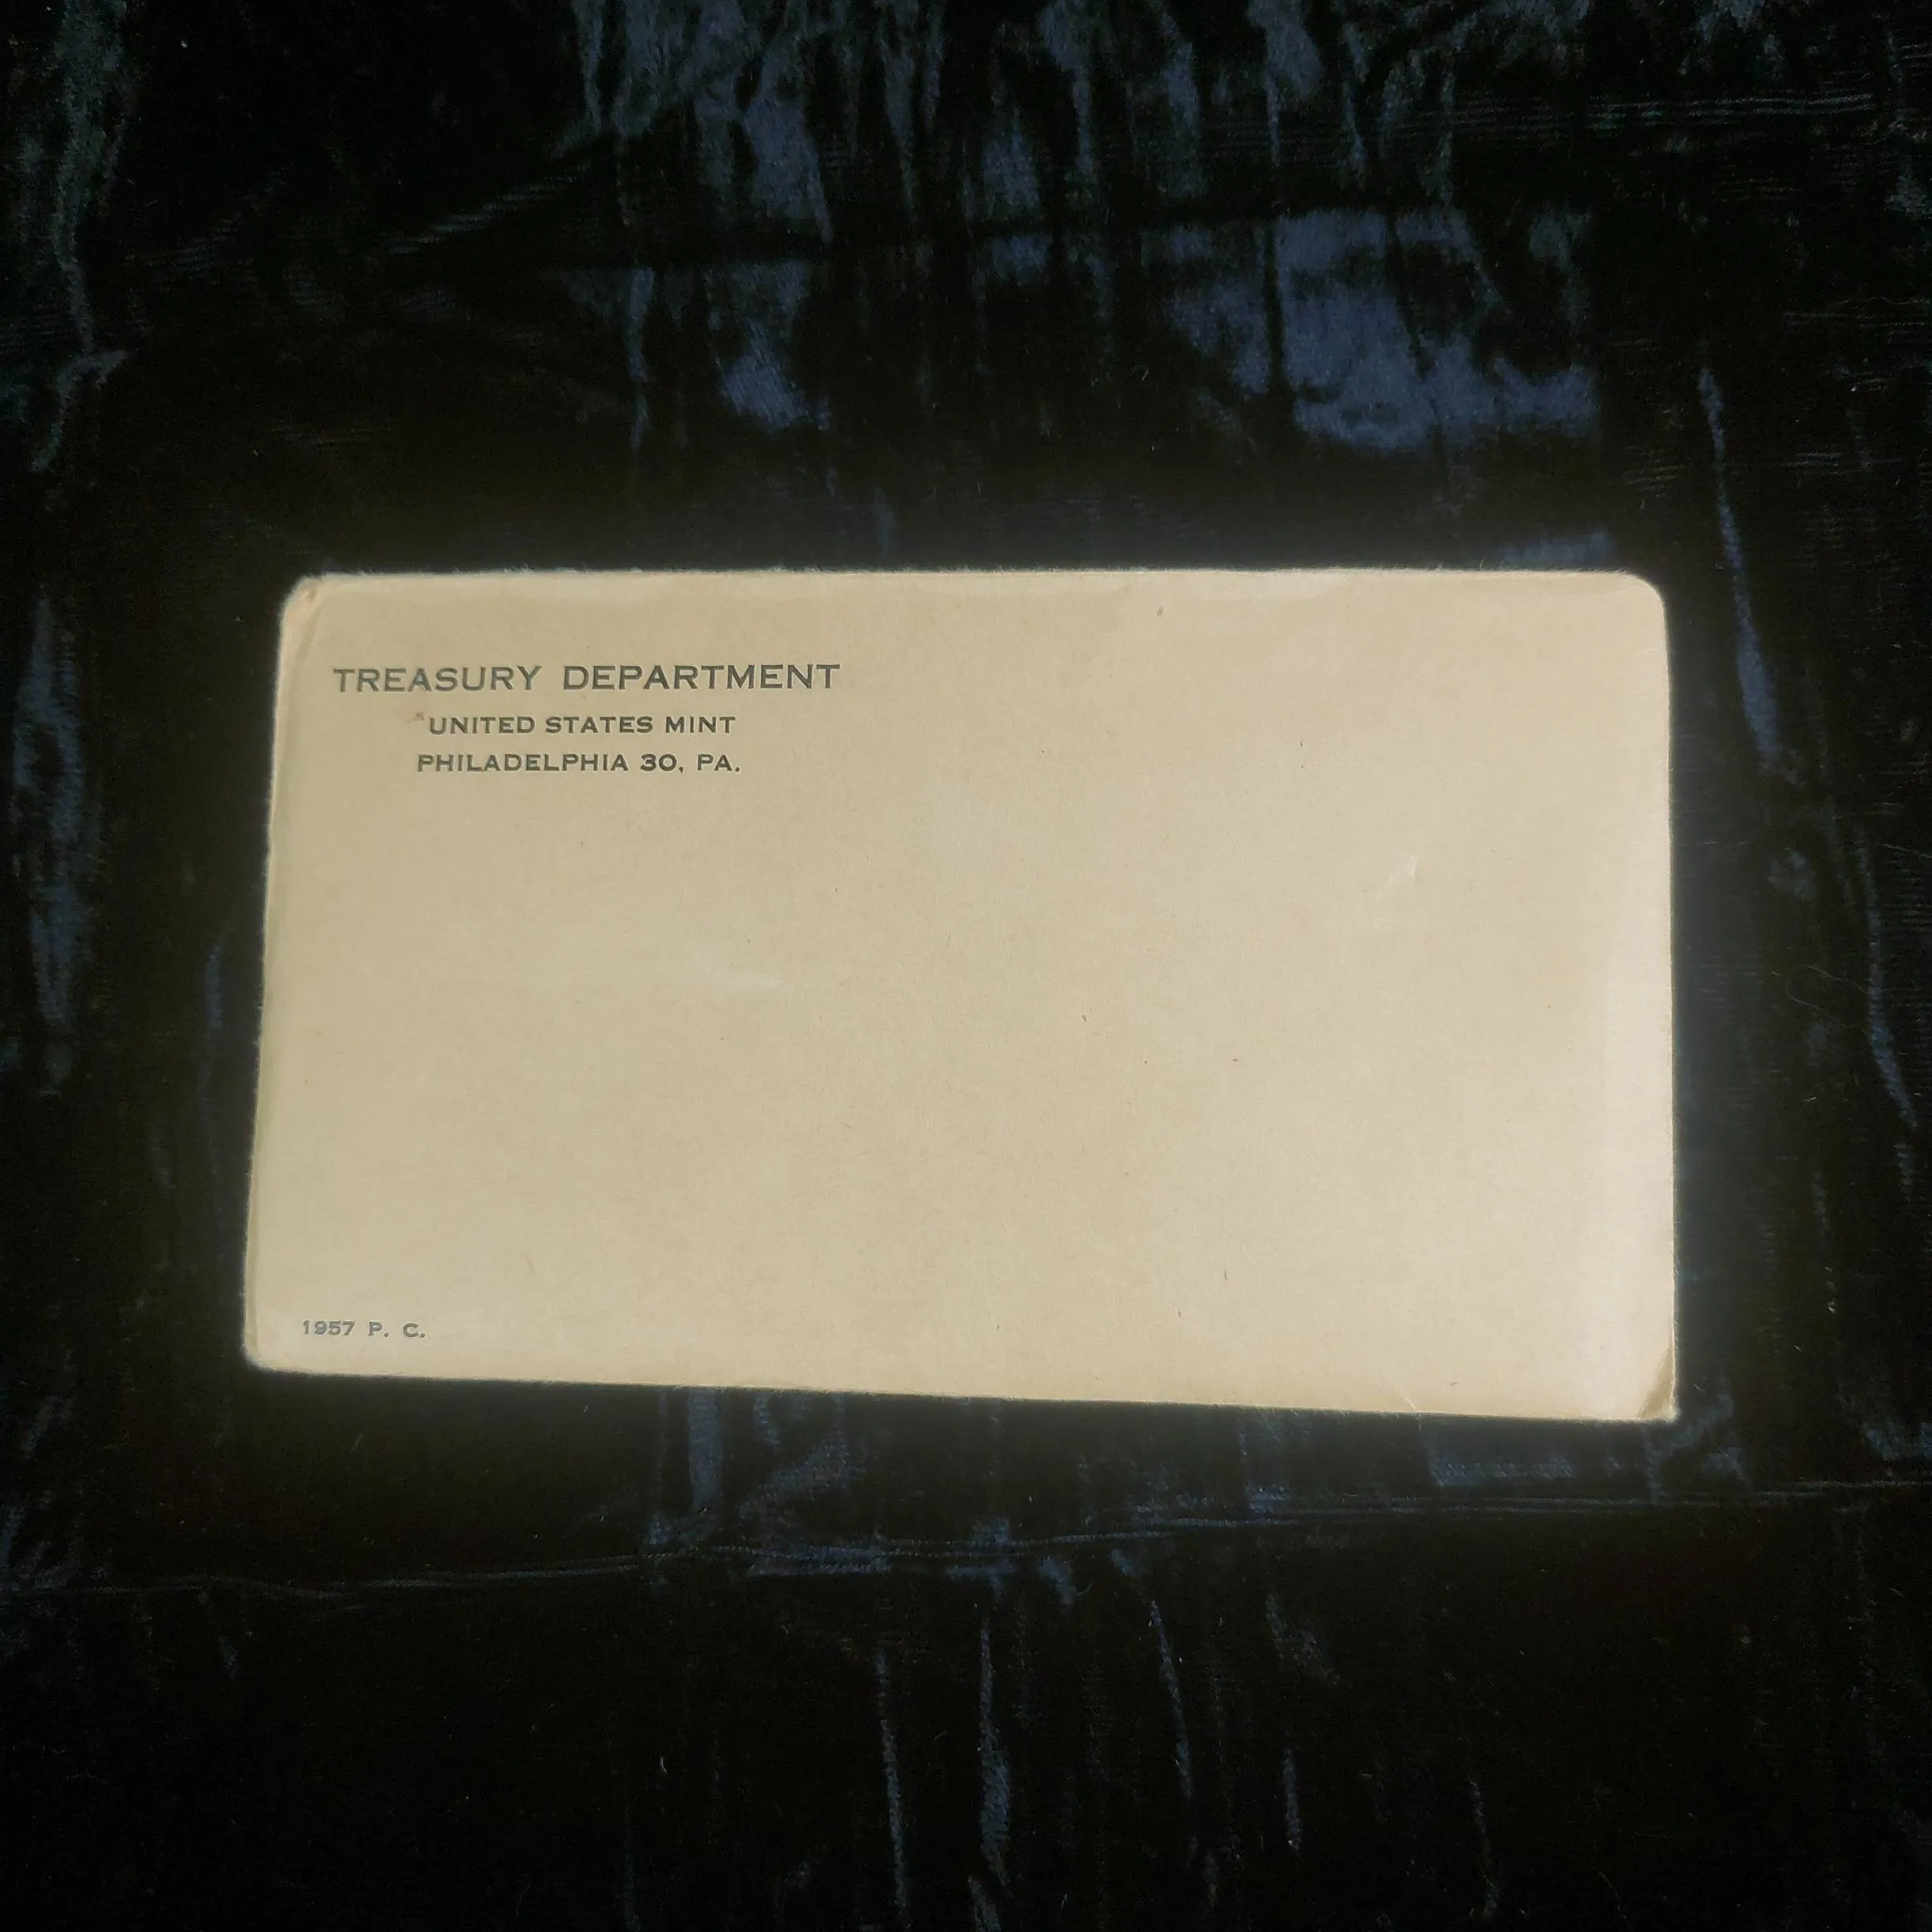 TREASURY DEPARTMENT
UNITED STATES MINT
PHILADELPHIA 30, PA.
1957 P. C.